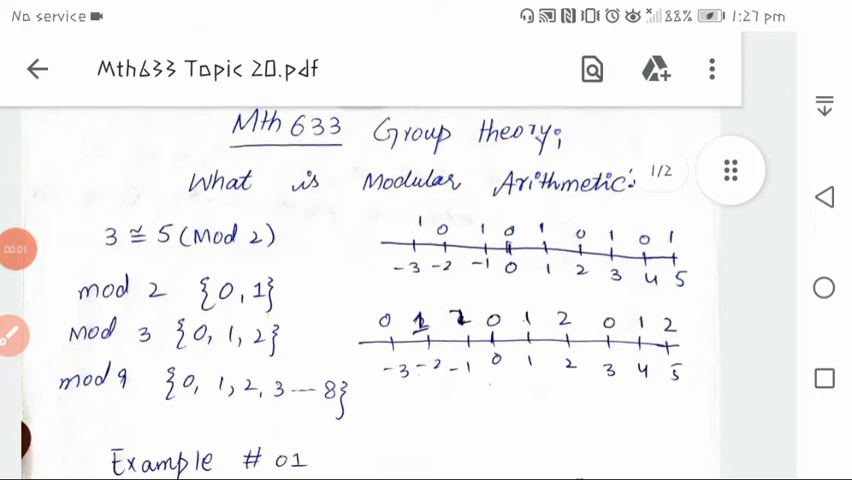 No service 88% 1:27 pm
Mth633 Topic 20.pdf
Mth 633 Group theory;
What is Modular Arithmetic:
1/2
3 ≅ 5 (Mod 2)
1 0 1 0 1 0 1 0 1
-3 -2 -1 0 1 2 3 4 5
00:01
mod 2 {0, 1}
Mod 3 {0, 1, 2}
0 1 2 0 1 2 0 1 2
-3 -2 -1 0 1 2 3 4 5
mod 9 {0, 1, 2, 3 --- 8}
Example # 01